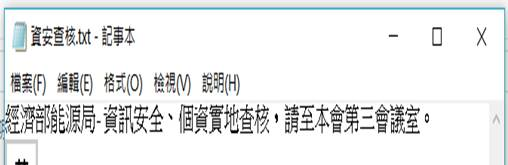 資安查核.txt - 記事本
檔案(F) 編輯(E) 格式(O) 檢視(V) 說明(H)
經濟部能源局-資訊安全、個資實地查核，請至本會第三會議室。